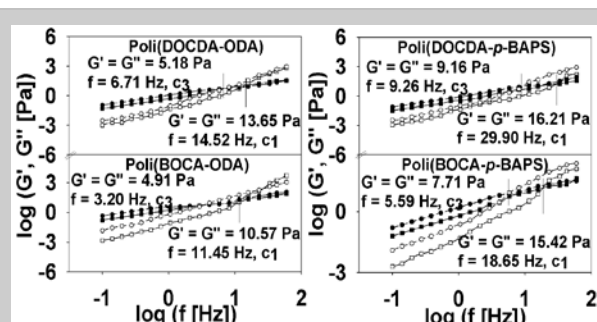 log (G', G" [Pa])
6
3
0
-3
-6
Poli(DOCDA-ODA)
G' = G" = 5.18 Pa
f = 6.71 Hz, c3
G' = G" = 13.65 Pa
f = 14.52 Hz, c1
3
0
-3
-6
Poli(BOCA-ODA)
G' = G" = 4.91 Pa
f = 3.20 Hz, c3
G' = G" = 10.57 Pa
f = 11.45 Hz, c1
-1
0
1
2
log (f [Hz])
log (G', G" [Pa])
6
3
0
-3
-6
Poli(DOCDA-p-BAPS)
G' = G" = 9.16 Pa
f = 9.26 Hz, c3
G' = G" = 16.21 Pa
f = 29.90 Hz, c1
0
-3
Poli(BOCA-p-BAPS)
G' = G" = 7.71 Pa
f = 5.59 Hz, c3
G' = G" = 15.42 Pa
f = 18.65 Hz, c1
-1
0
1
2
log (f [Hz])